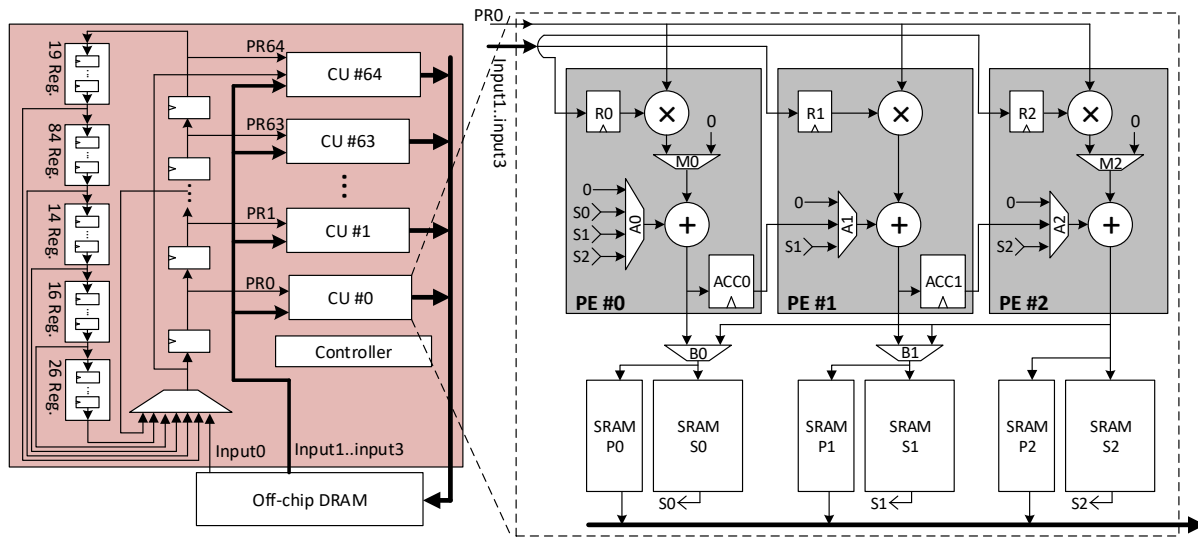 19 Reg.
84 Reg.
14 Reg.
16 Reg.
26 Reg.
PR64
CU #64
PR63
CU #63
PR1
CU #1
PR0
CU #0
Controller
Input0
Input1..input3
Off-chip DRAM
PR0
Input1..input3
R0
M0
0
0
S0
S1
S2
A0
ACC0
PE #0
R1
0
S1
A1
ACC1
PE #1
R2
M2
0
0
S2
A2
PE #2
B0
B1
SRAM
P0
SRAM
S0
SRAM
P1
SRAM
S1
SRAM
P2
SRAM
S2
S0
S1
S2